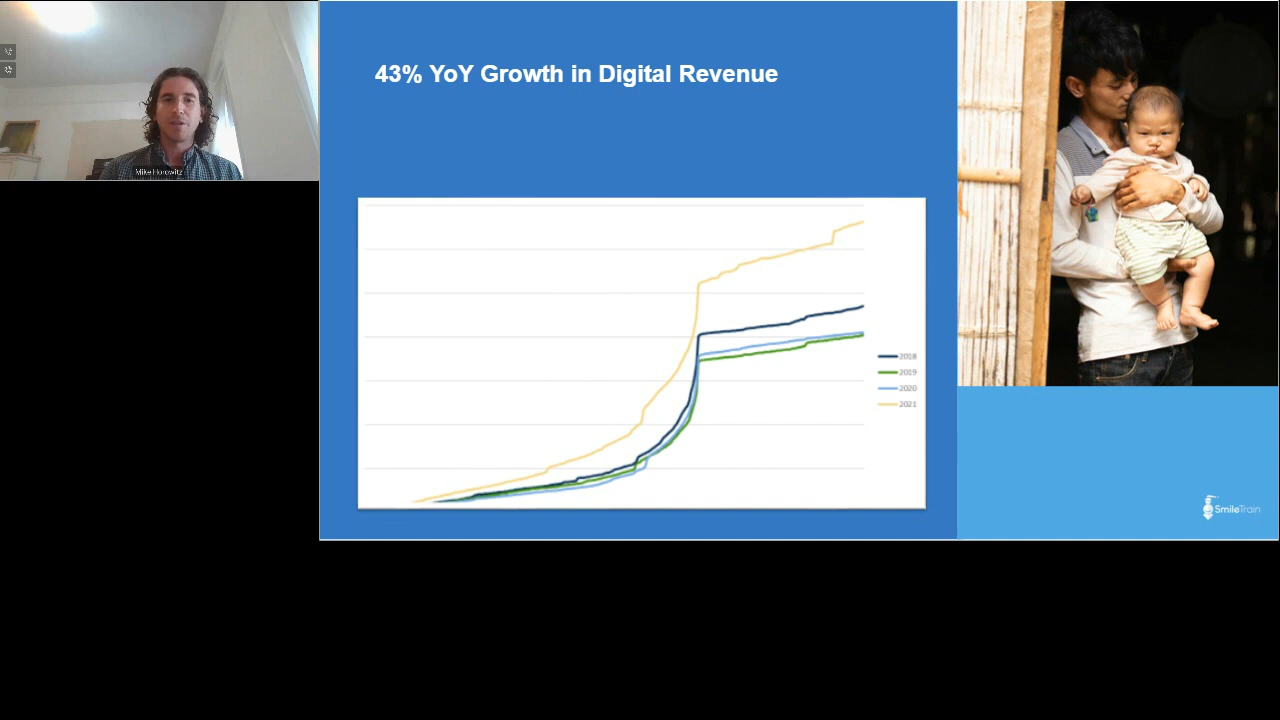 43% YoY Growth in Digital Revenue
Mike Horowitz
2018
2019
2020
2021
SmileTrain